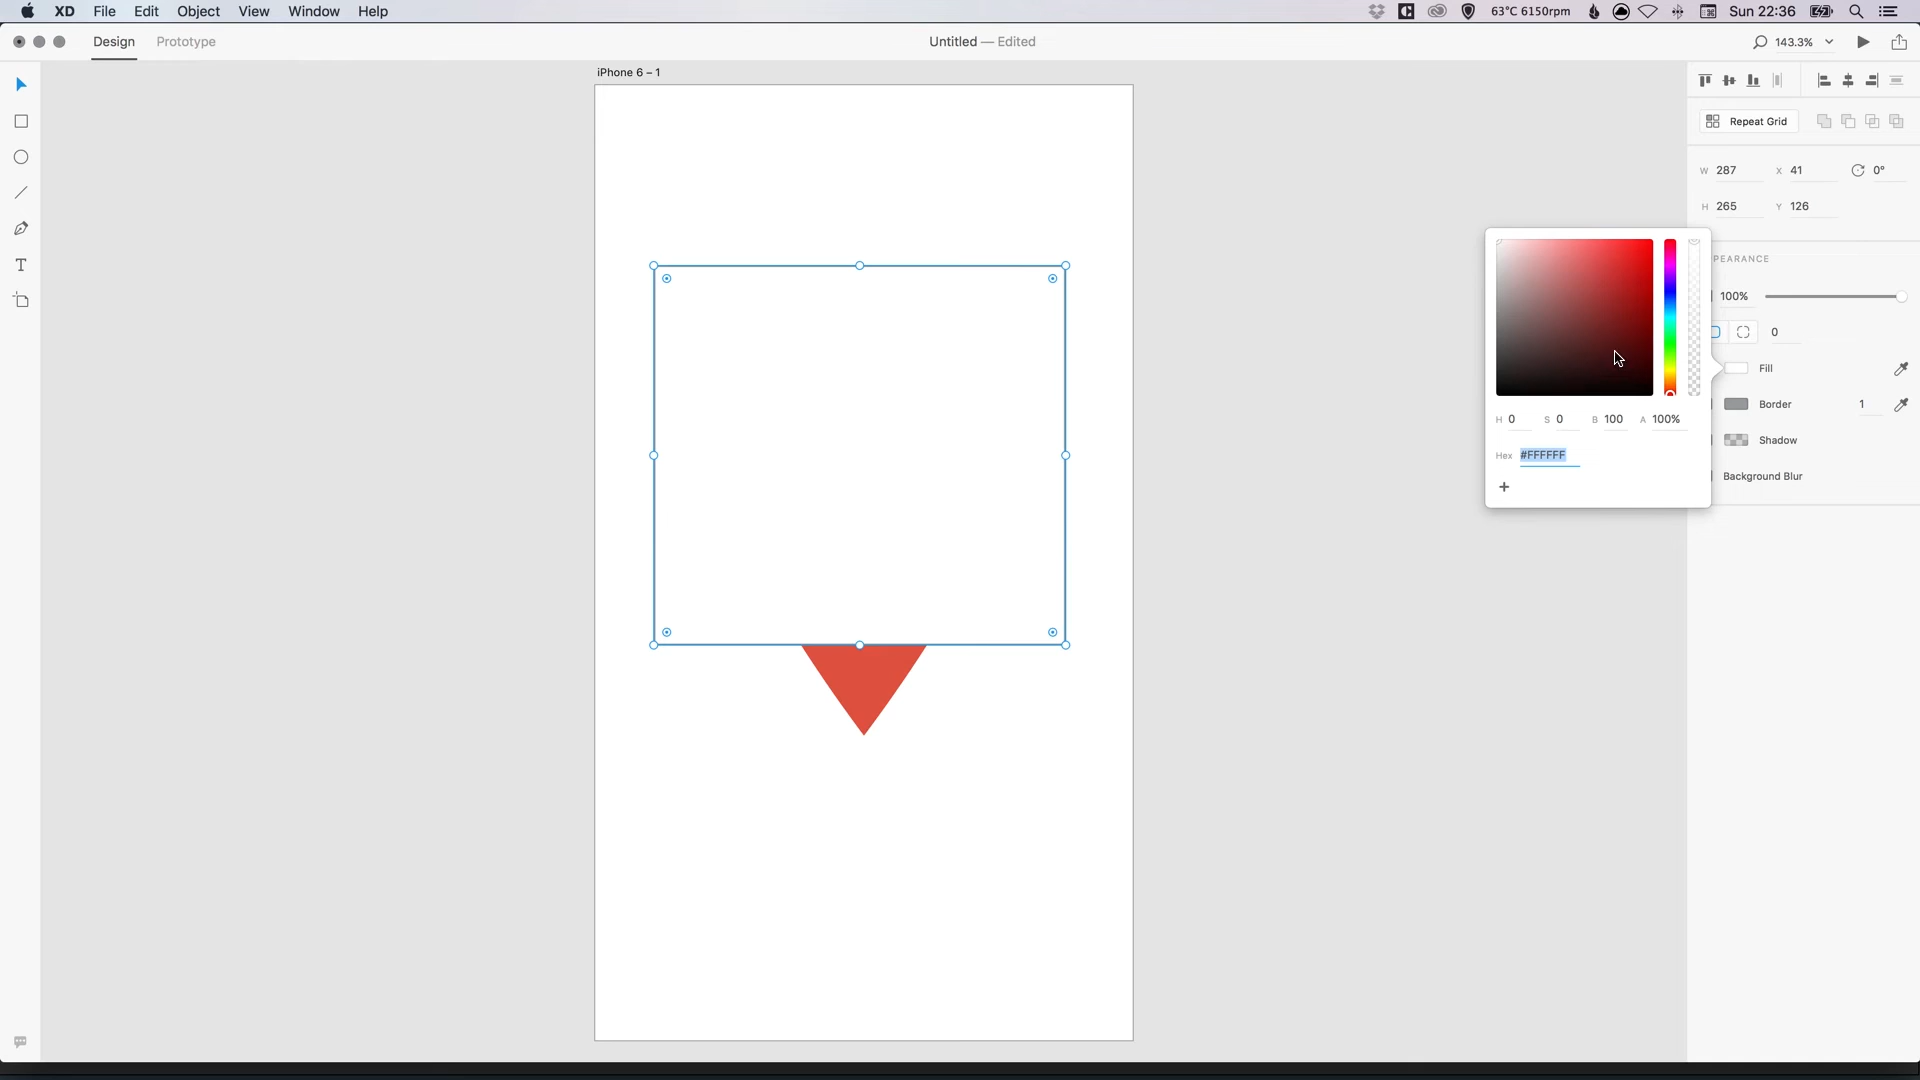 XD File Edit Object View Window Help 63°C 6150rpm Sun 22:36
Design Prototype Untitled — Edited 143.3%
iPhone 6 – 1
Repeat Grid
W 287 X 41 0°
H 265 Y 126
PEARANCE
100%
0
Fill
Border 1
Shadow
Background Blur
H 0 S 0 B 100 A 100%
Hex #FFFFFF
+